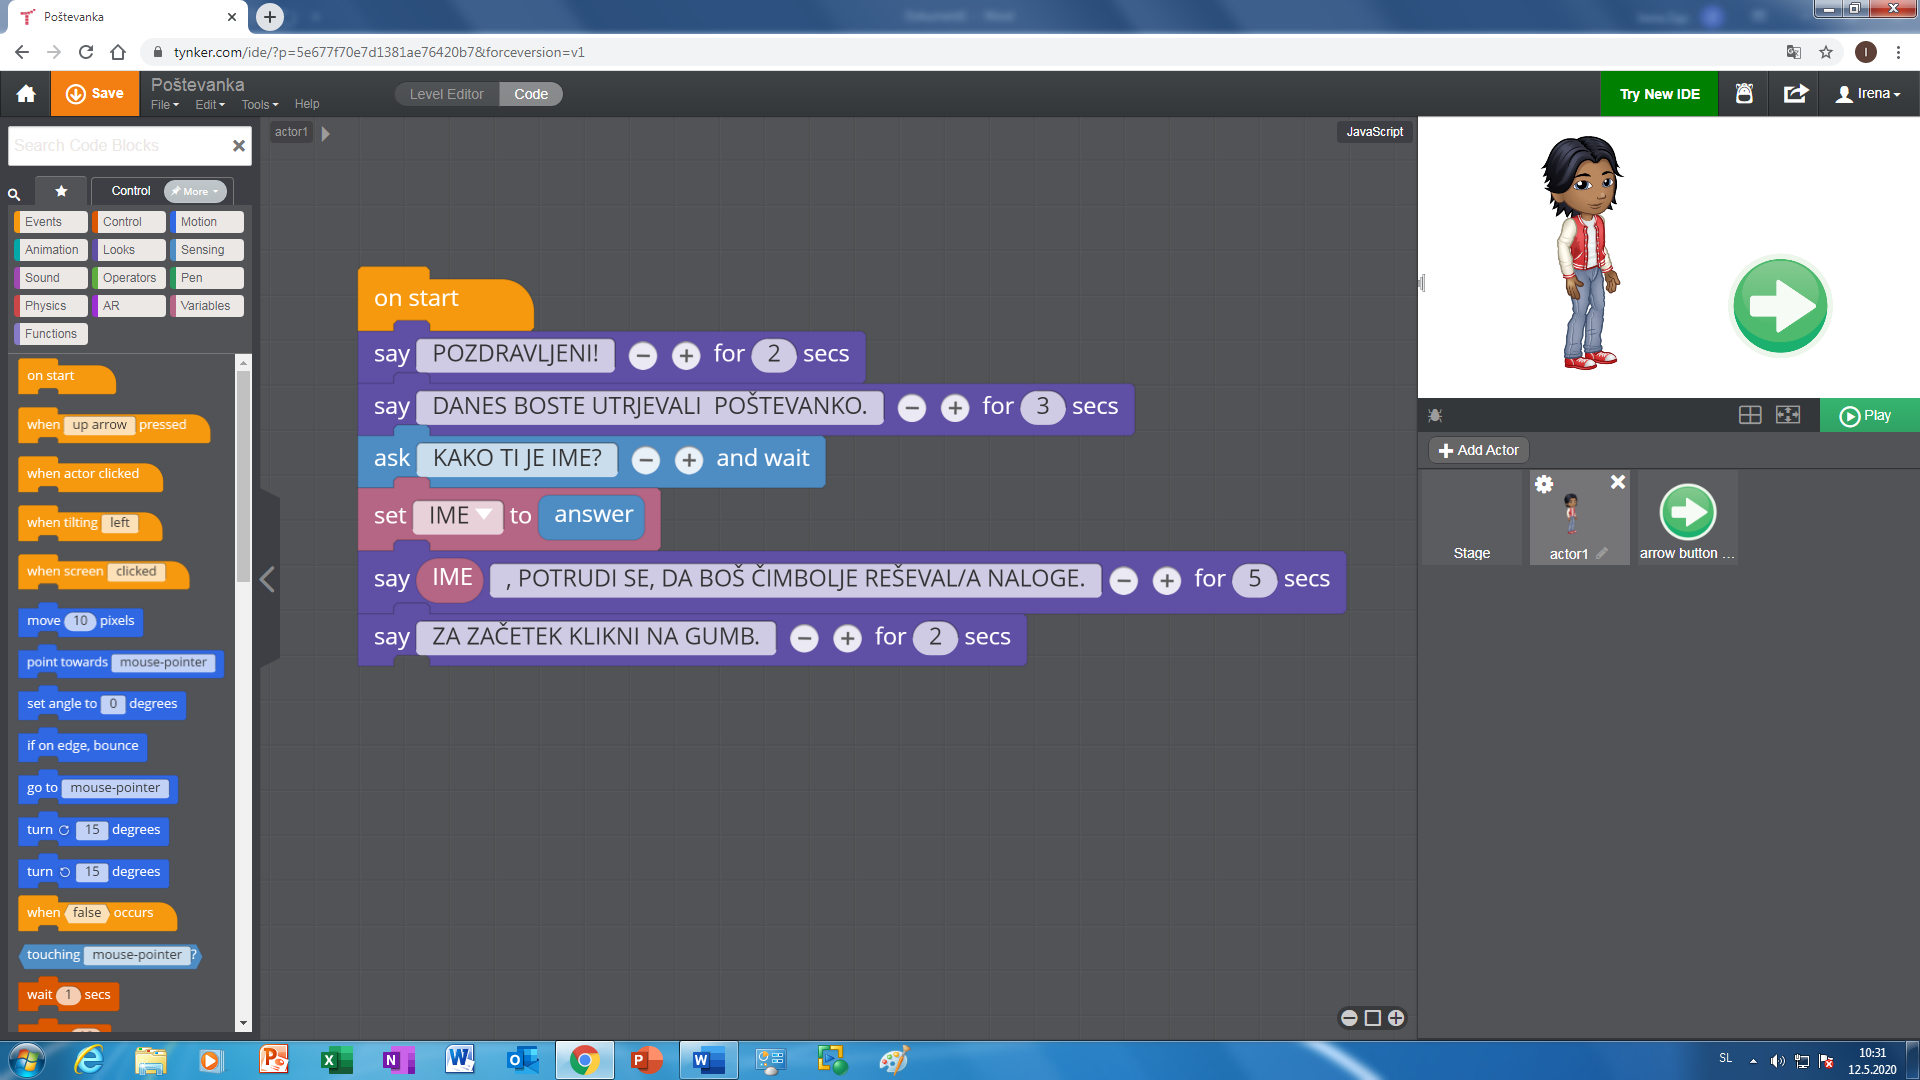 Poštevanka
tynker.com/ide/?p=5e677f70e7d1381ae76420b7&forceversion=v1
I
Save
Poštevanka
File
Edit
Tools
Help
Level Editor
Code
Try New IDE
Irena
Search Code Blocks
actor1
JavaScript
Control
More
Events
Control
Motion
Animation
Looks
Sensing
Sound
Operators
Pen
Physics
AR
Variables
Functions
on start
when up arrow pressed
when actor clicked
when tilting left
when screen clicked
move 10 pixels
point towards mouse-pointer
set angle to 0 degrees
if on edge, bounce
go to mouse-pointer
turn 15 degrees
turn 15 degrees
when false occurs
touching mouse-pointer ?
wait 1 secs
on start
say POZDRAVLJENI! − + for 2 secs
say DANES BOSTE UTRJEVALI POŠTEVANKO. − + for 3 secs
ask KAKO TI JE IME? − + and wait
set IME to answer
say IME , POTRUDI SE, DA BOŠ ČIMBOLJE REŠEVAL/A NALOGE. − + for 5 secs
say ZA ZAČETEK KLIKNI NA GUMB. − + for 2 secs
Play
Add Actor
Stage
actor1
arrow button ...
SL
10:31
12.5.2020